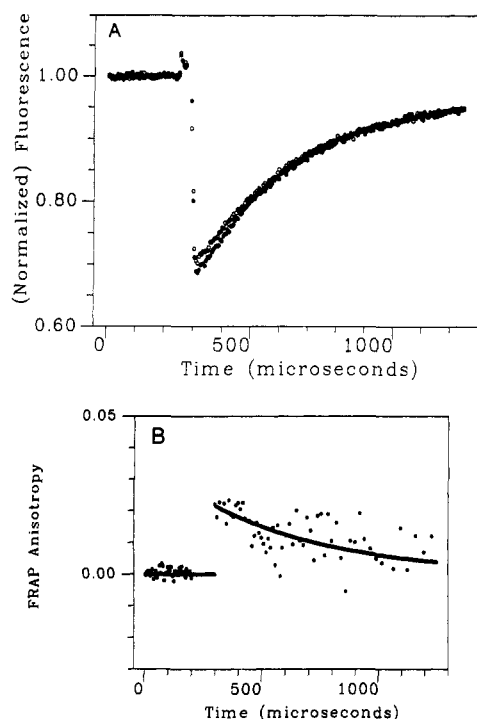 A
(Normalized) Fluorescence
1.00
0.80
0.60
0
500
1000
Time (microseconds)
B
FRAP Anisotropy
0.05
0.00
0
500
1000
Time (microseconds)